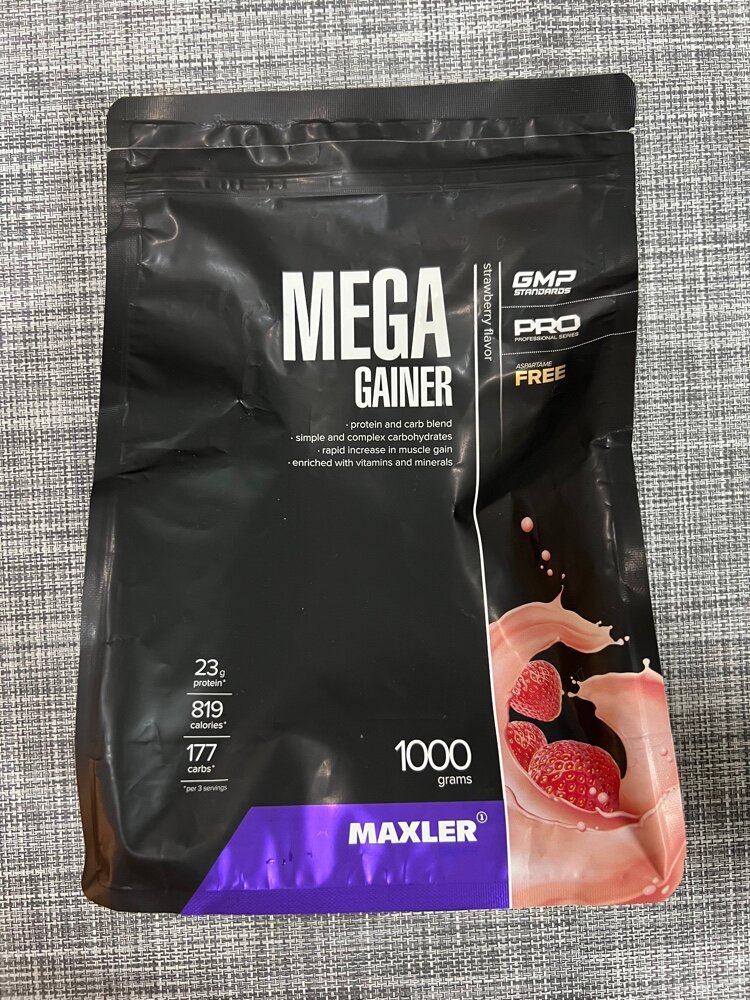 MEGA
GAINER
· protein and carb blend
· simple and complex carbohydrates
· rapid increase in muscle gain
· enriched with vitamins and minerals
strawberry flavor
GMP
STANDARDS
PRO
PROFESSIONAL SERIES
ASPARTAME
FREE
23 g
protein*
819
calories*
177
carbs*
*per 3 servings
1000
grams
MAXLER①